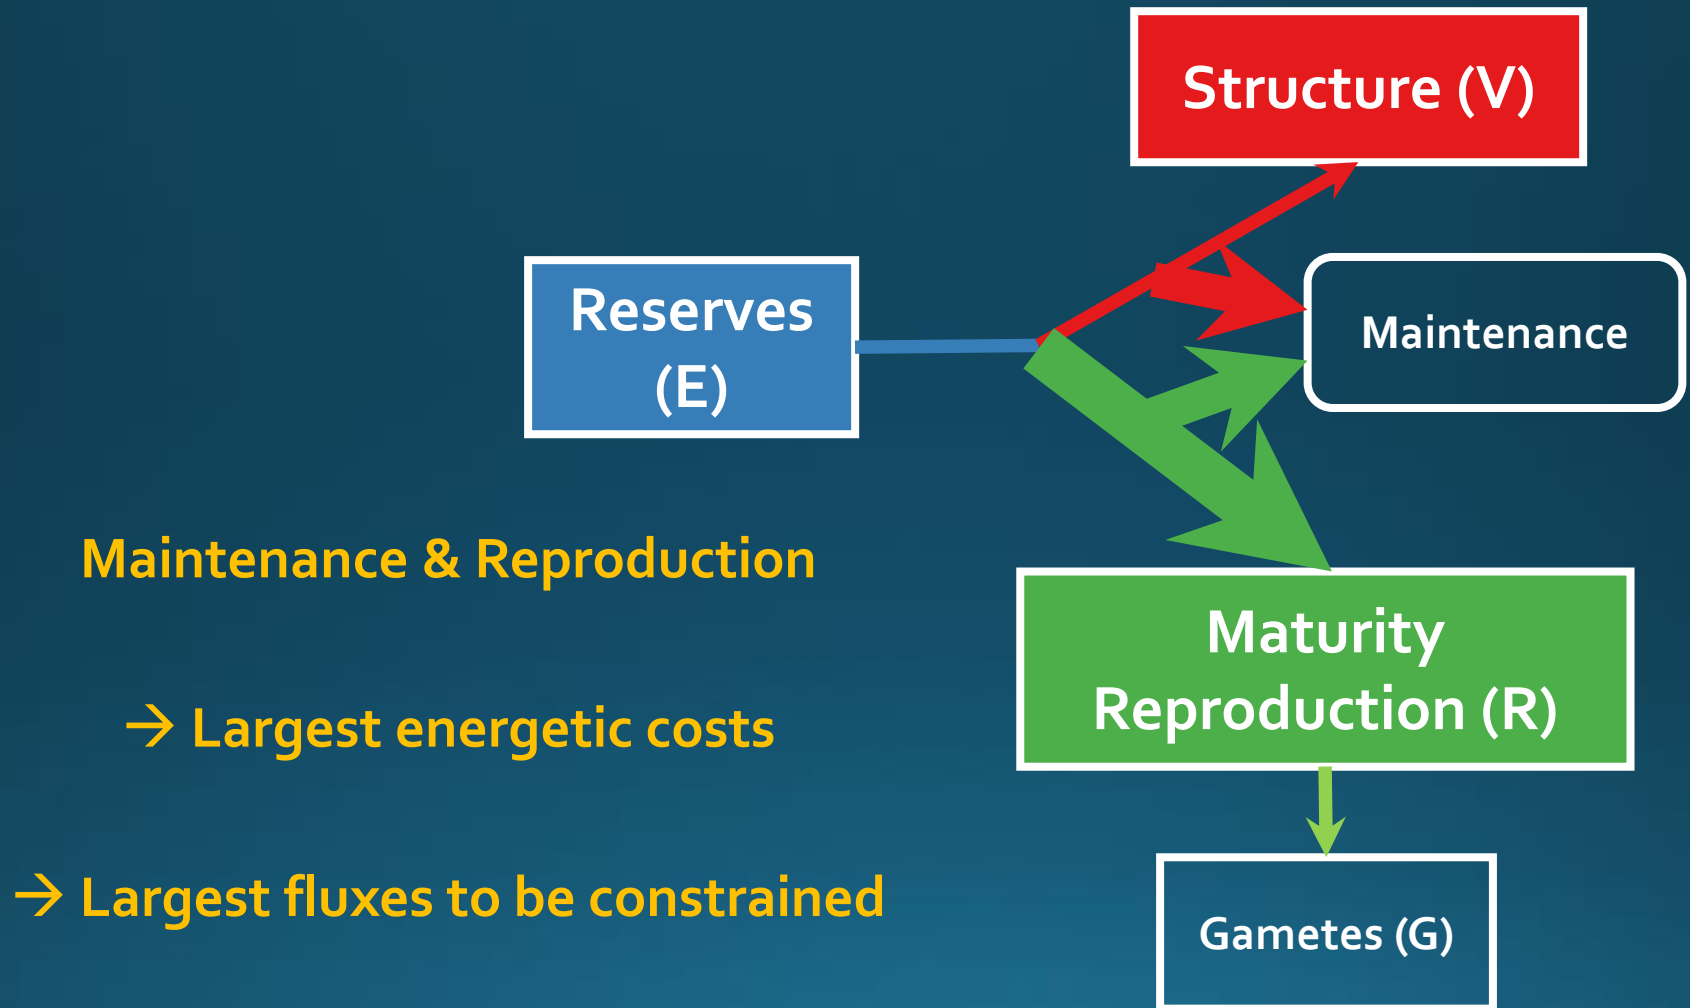 Structure (V)
Reserves
(E)
Maintenance
Maintenance & Reproduction
→ Largest energetic costs
→ Largest fluxes to be constrained
Maturity
Reproduction (R)
Gametes (G)